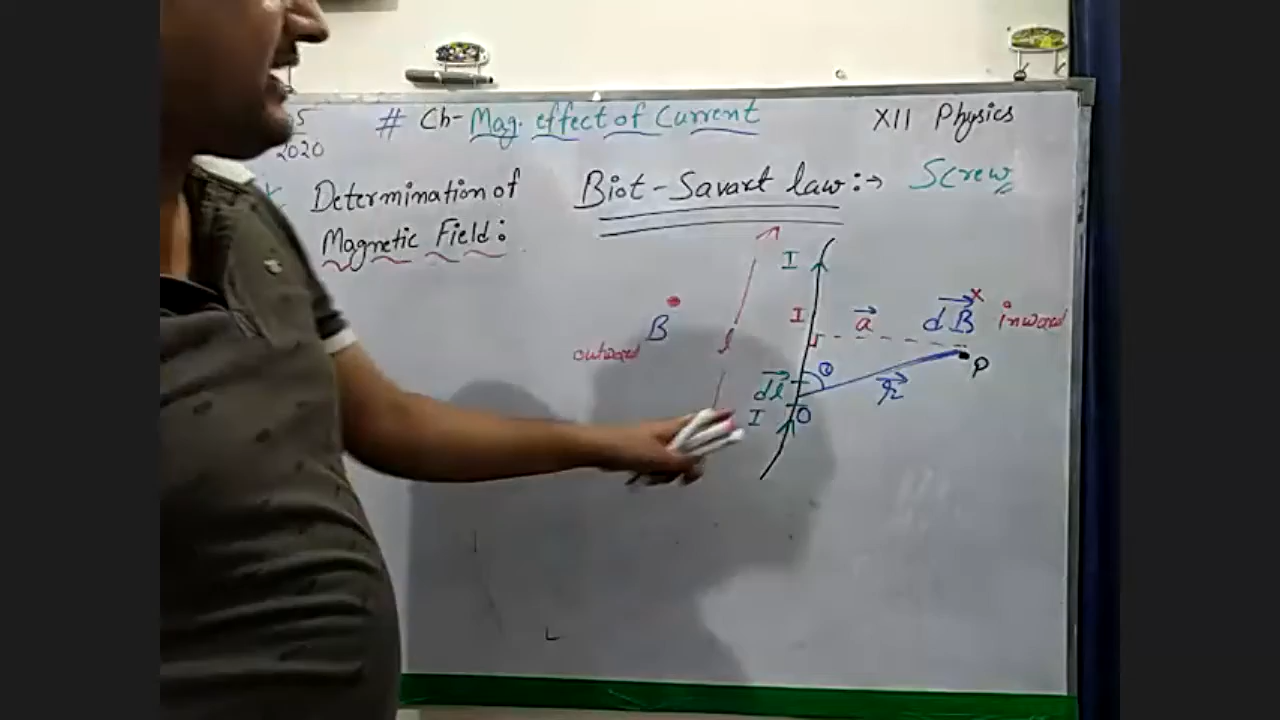 5
2020
# Ch- Mag. effect of Current
XII Physics
Determination of
Magnetic Field:
Biot-Savart law:→
Screw
I
I
a
dB
x
inward
B
outward
l
dl
I
O
r
P